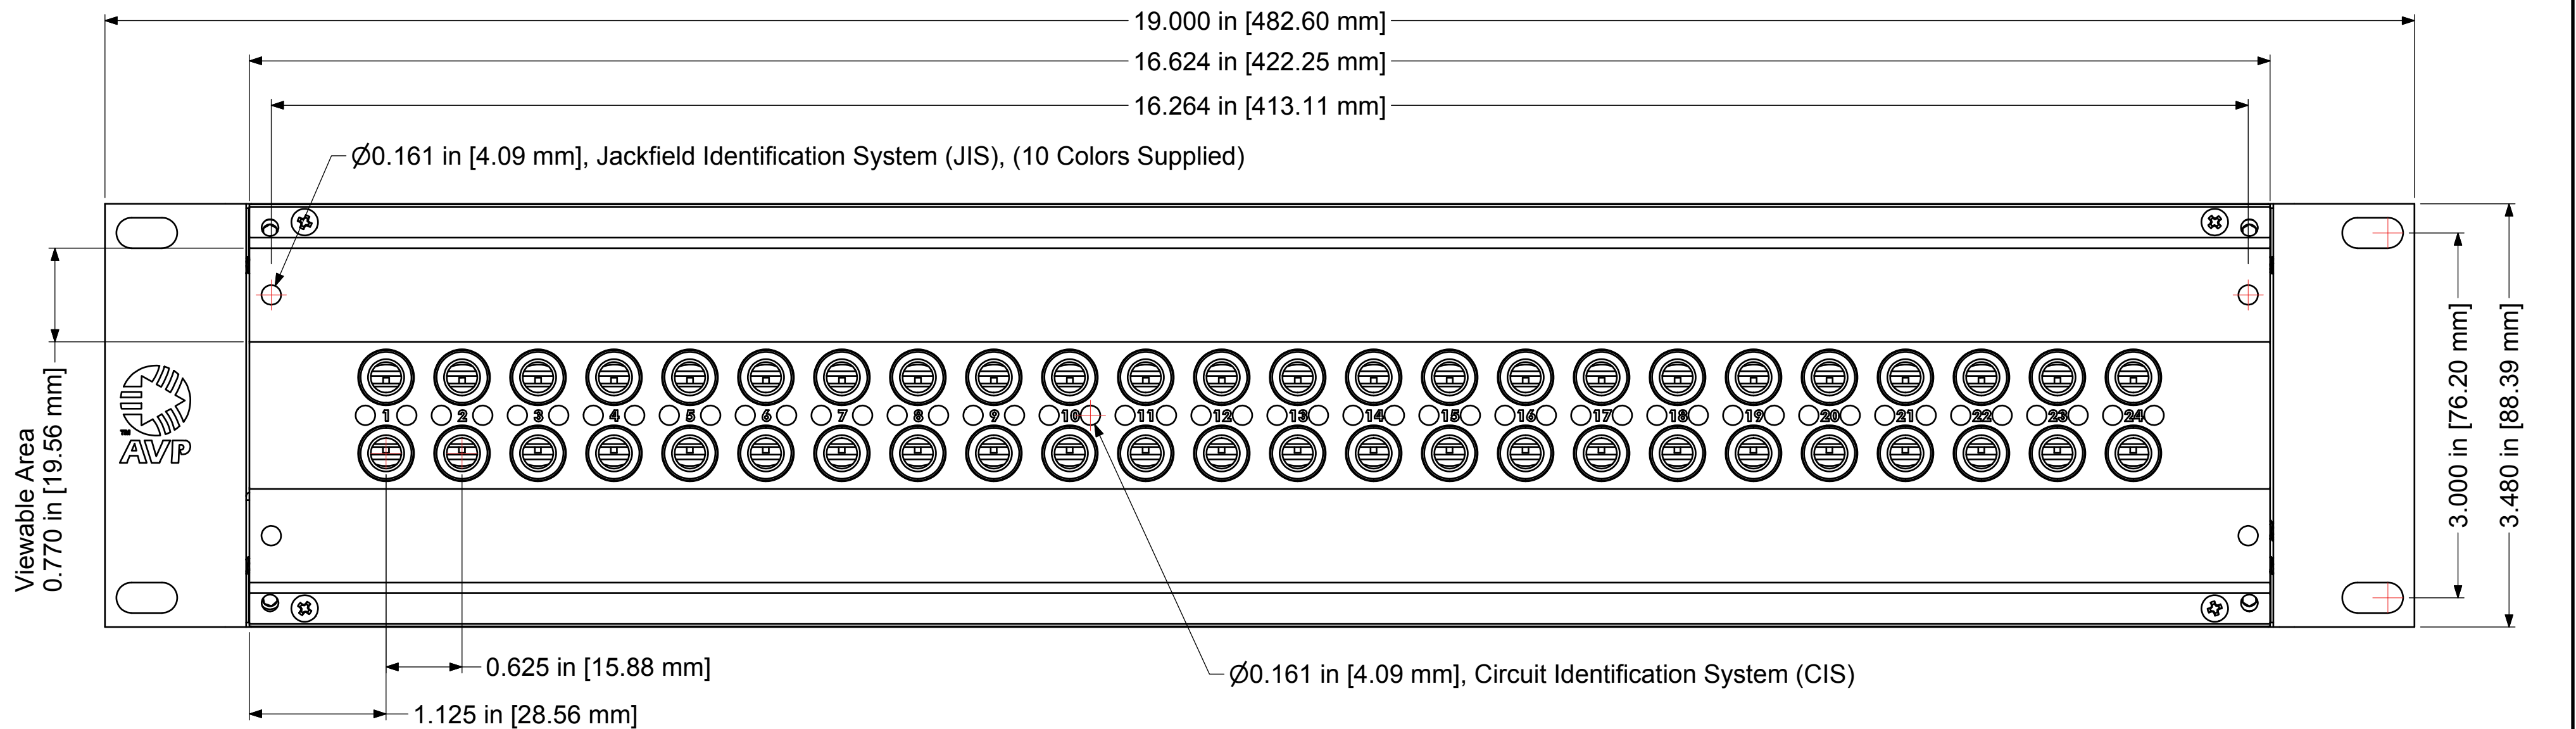 19.000 in [482.60 mm]
16.624 in [422.25 mm]
16.264 in [413.11 mm]
Ø0.161 in [4.09 mm], Jackfield Identification System (JIS), (10 Colors Supplied)
Viewable Area
0.770 in [19.56 mm]
™
AVP
1 2 3 4 5 6 7 8 9 10 11 12 13 14 15 16 17 18 19 20 21 22 23 24
3.000 in [76.20 mm]
3.480 in [88.39 mm]
0.625 in [15.88 mm]
Ø0.161 in [4.09 mm], Circuit Identification System (CIS)
1.125 in [28.56 mm]